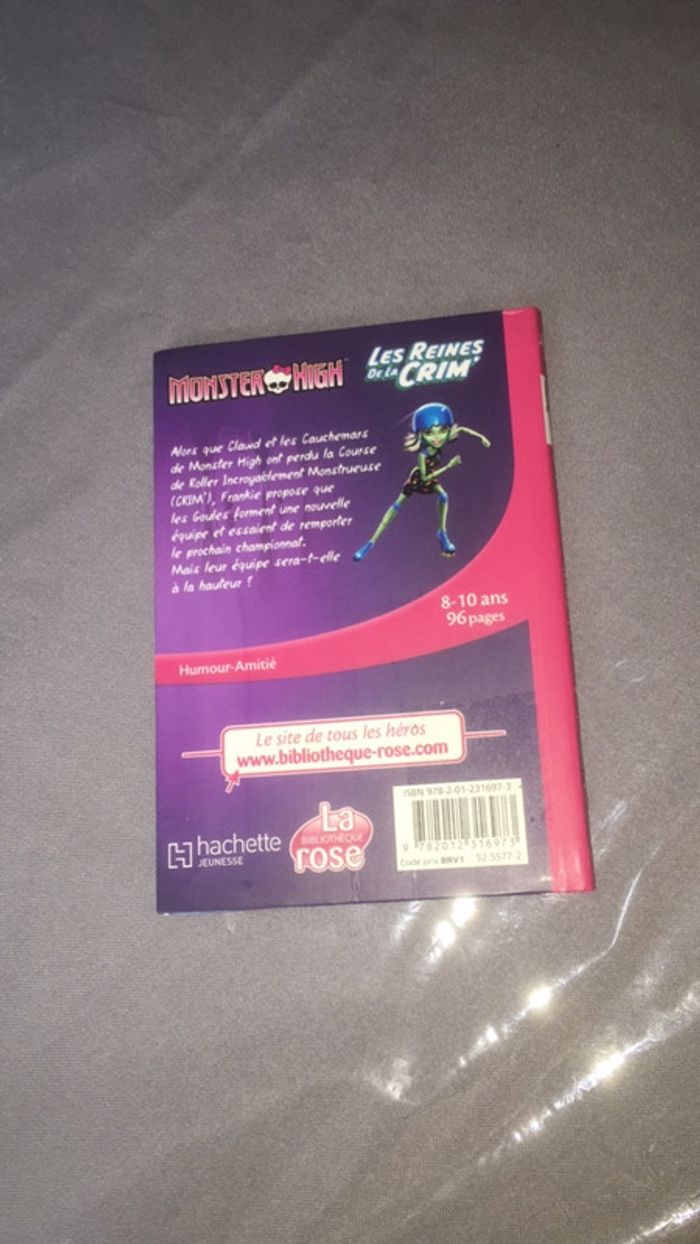 MONSTER HIGH™
LES REINES
DE LA CRIM'
Alors que Clawd et les Cauchemars
de Monster High ont perdu la Course
de Roller Incroyablement Monstrueuse
(CRIM'), Frankie propose que
les Goules forment une nouvelle
équipe et essaient de remporter
le prochain championnat.
Mais leur équipe sera-t-elle
à la hauteur ?
8-10 ans
96 pages
Humour-Amitié
Le site de tous les héros
www.bibliotheque-rose.com
hachette
JEUNESSE
La
BIBLIOTHÈQUE
rose
ISBN 978-2-01-231697-3
9 782012 316973
Code prix BRV1 52 5577-2